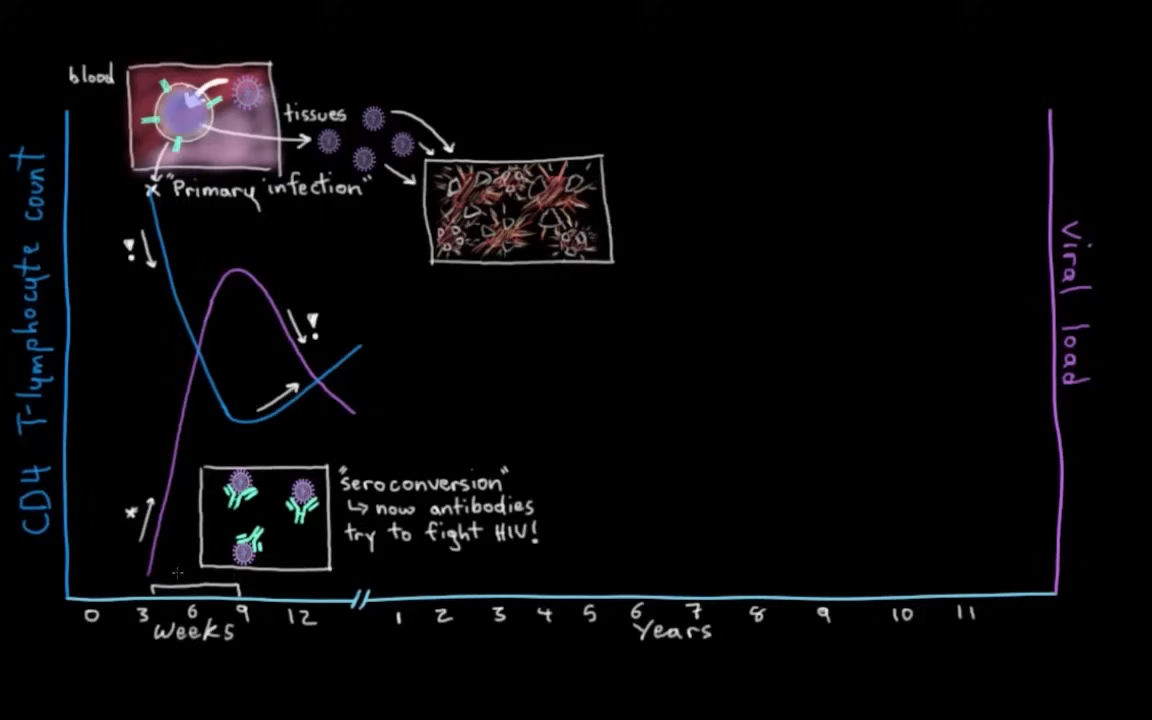 blood
tissues
"Primary infection"
!
!
CD4 T-lymphocyte count
Viral load
*
"seroconversion"
↳ now antibodies
try to fight HIV!
0 3 6 9 12 1 2 3 4 5 6 7 8 9 10 11
Weeks Years